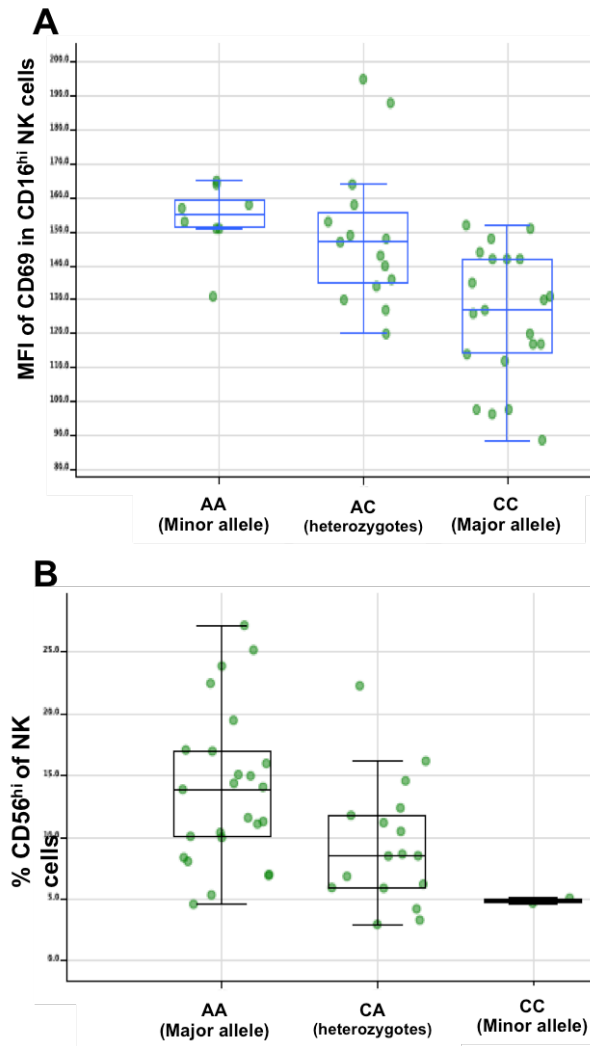 A
MFI of CD69 in CD16hi NK cells
200.0
190.0
180.0
170.0
160.0
150.0
140.0
130.0
120.0
110.0
100.0
90.0
80.0
AA
(Minor allele)
AC
(heterozygotes)
CC
(Major allele)
B
% CD56hi of NK
cells
25.0
20.0
15.0
10.0
5.0
0.0
AA
(Major allele)
CA
(heterozygotes)
CC
(Minor allele)